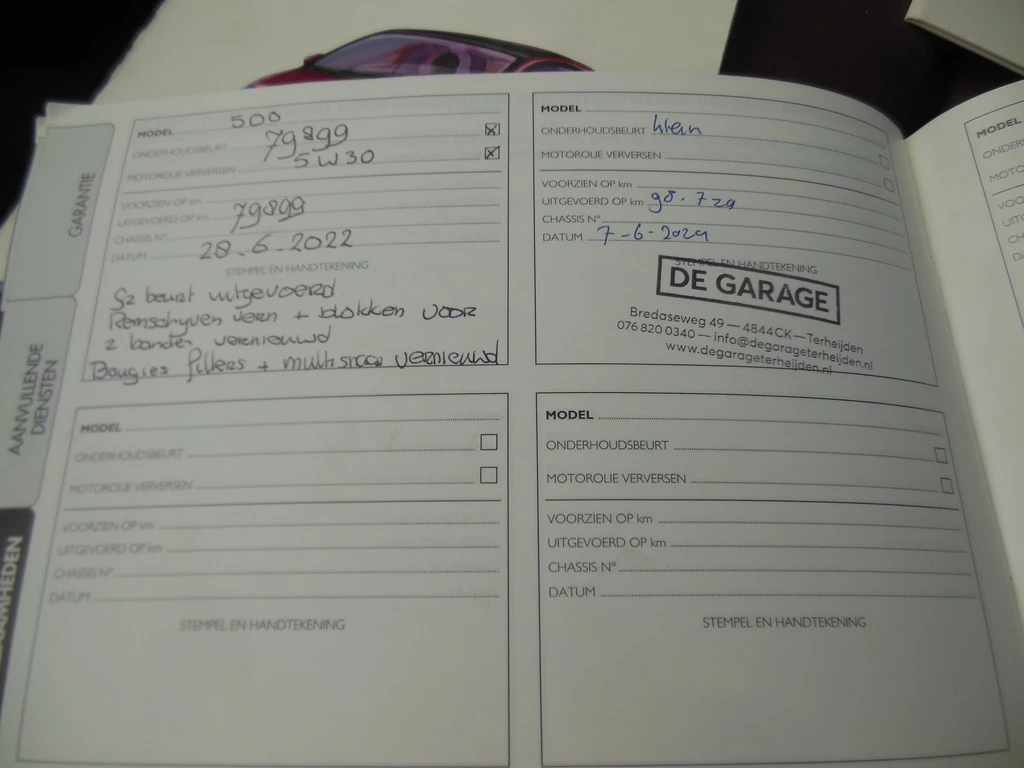 GARANTIE
AANVULLENDE
DIENSTEN
MODEL 500
ONDERHOUDSBEURT 79899
MOTOROLIE VERVERSEN 5W30
VOORZIEN OP km
UITGEVOERD OP km 79899
CHASSIS N°
DATUM 28-6-2022
STEMPEL EN HANDTEKENING
beurt uitgevoerd
Remschyven vern + blokken voor
2 banden vernieuwd
Bougies filters + vernieuwd
MODEL
ONDERHOUDSBEURT klein
MOTOROLIE VERVERSEN
VOORZIEN OP km
UITGEVOERD OP km 98.729
CHASSIS N°
DATUM 7-6-2024
STEMPEL EN HANDTEKENING
DE GARAGE
Bredaseweg 49 — 4844CK — Terheijden
076 820 0340 — info@degarageterheijden.nl
www.degarageterheijden.nl
MODEL
ONDERHOUDSBEURT
MOTOROLIE VERVERSEN
VOORZIEN OP km
UITGEVOERD OP km
CHASSIS N°
DATUM
STEMPEL EN HANDTEKENING
MODEL
ONDERHOUDSBEURT
MOTOROLIE VERVERSEN
VOORZIEN OP km
UITGEVOERD OP km
CHASSIS N°
DATUM
STEMPEL EN HANDTEKENING
MODEL